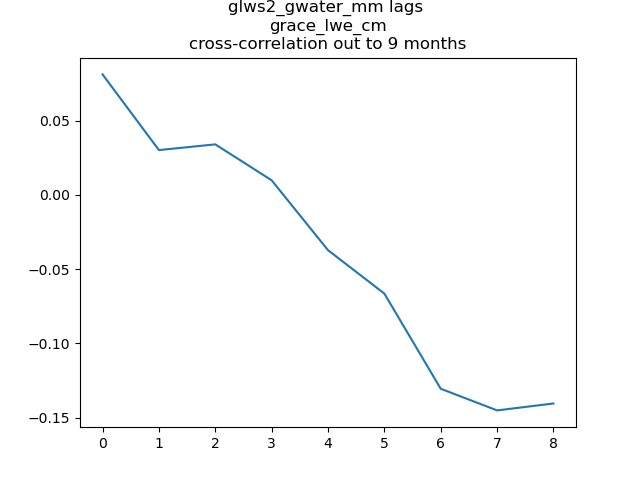 glws2_gwater_mm lags
grace_lwe_cm
cross-correlation out to 9 months
0.05
0.00
−0.05
−0.10
−0.15
0 1 2 3 4 5 6 7 8